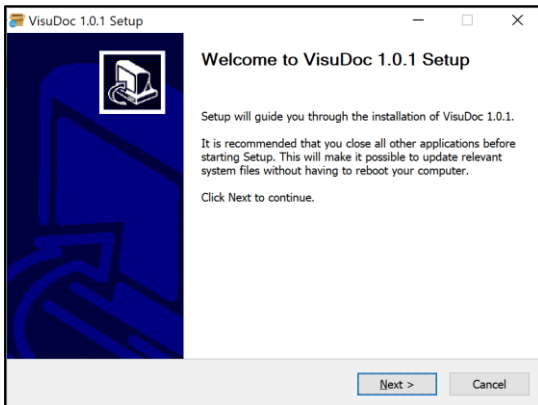 VisuDoc 1.0.1 Setup
Welcome to VisuDoc 1.0.1 Setup
Setup will guide you through the installation of VisuDoc 1.0.1.
It is recommended that you close all other applications before
starting Setup. This will make it possible to update relevant
system files without having to reboot your computer.
Click Next to continue.
Next > Cancel